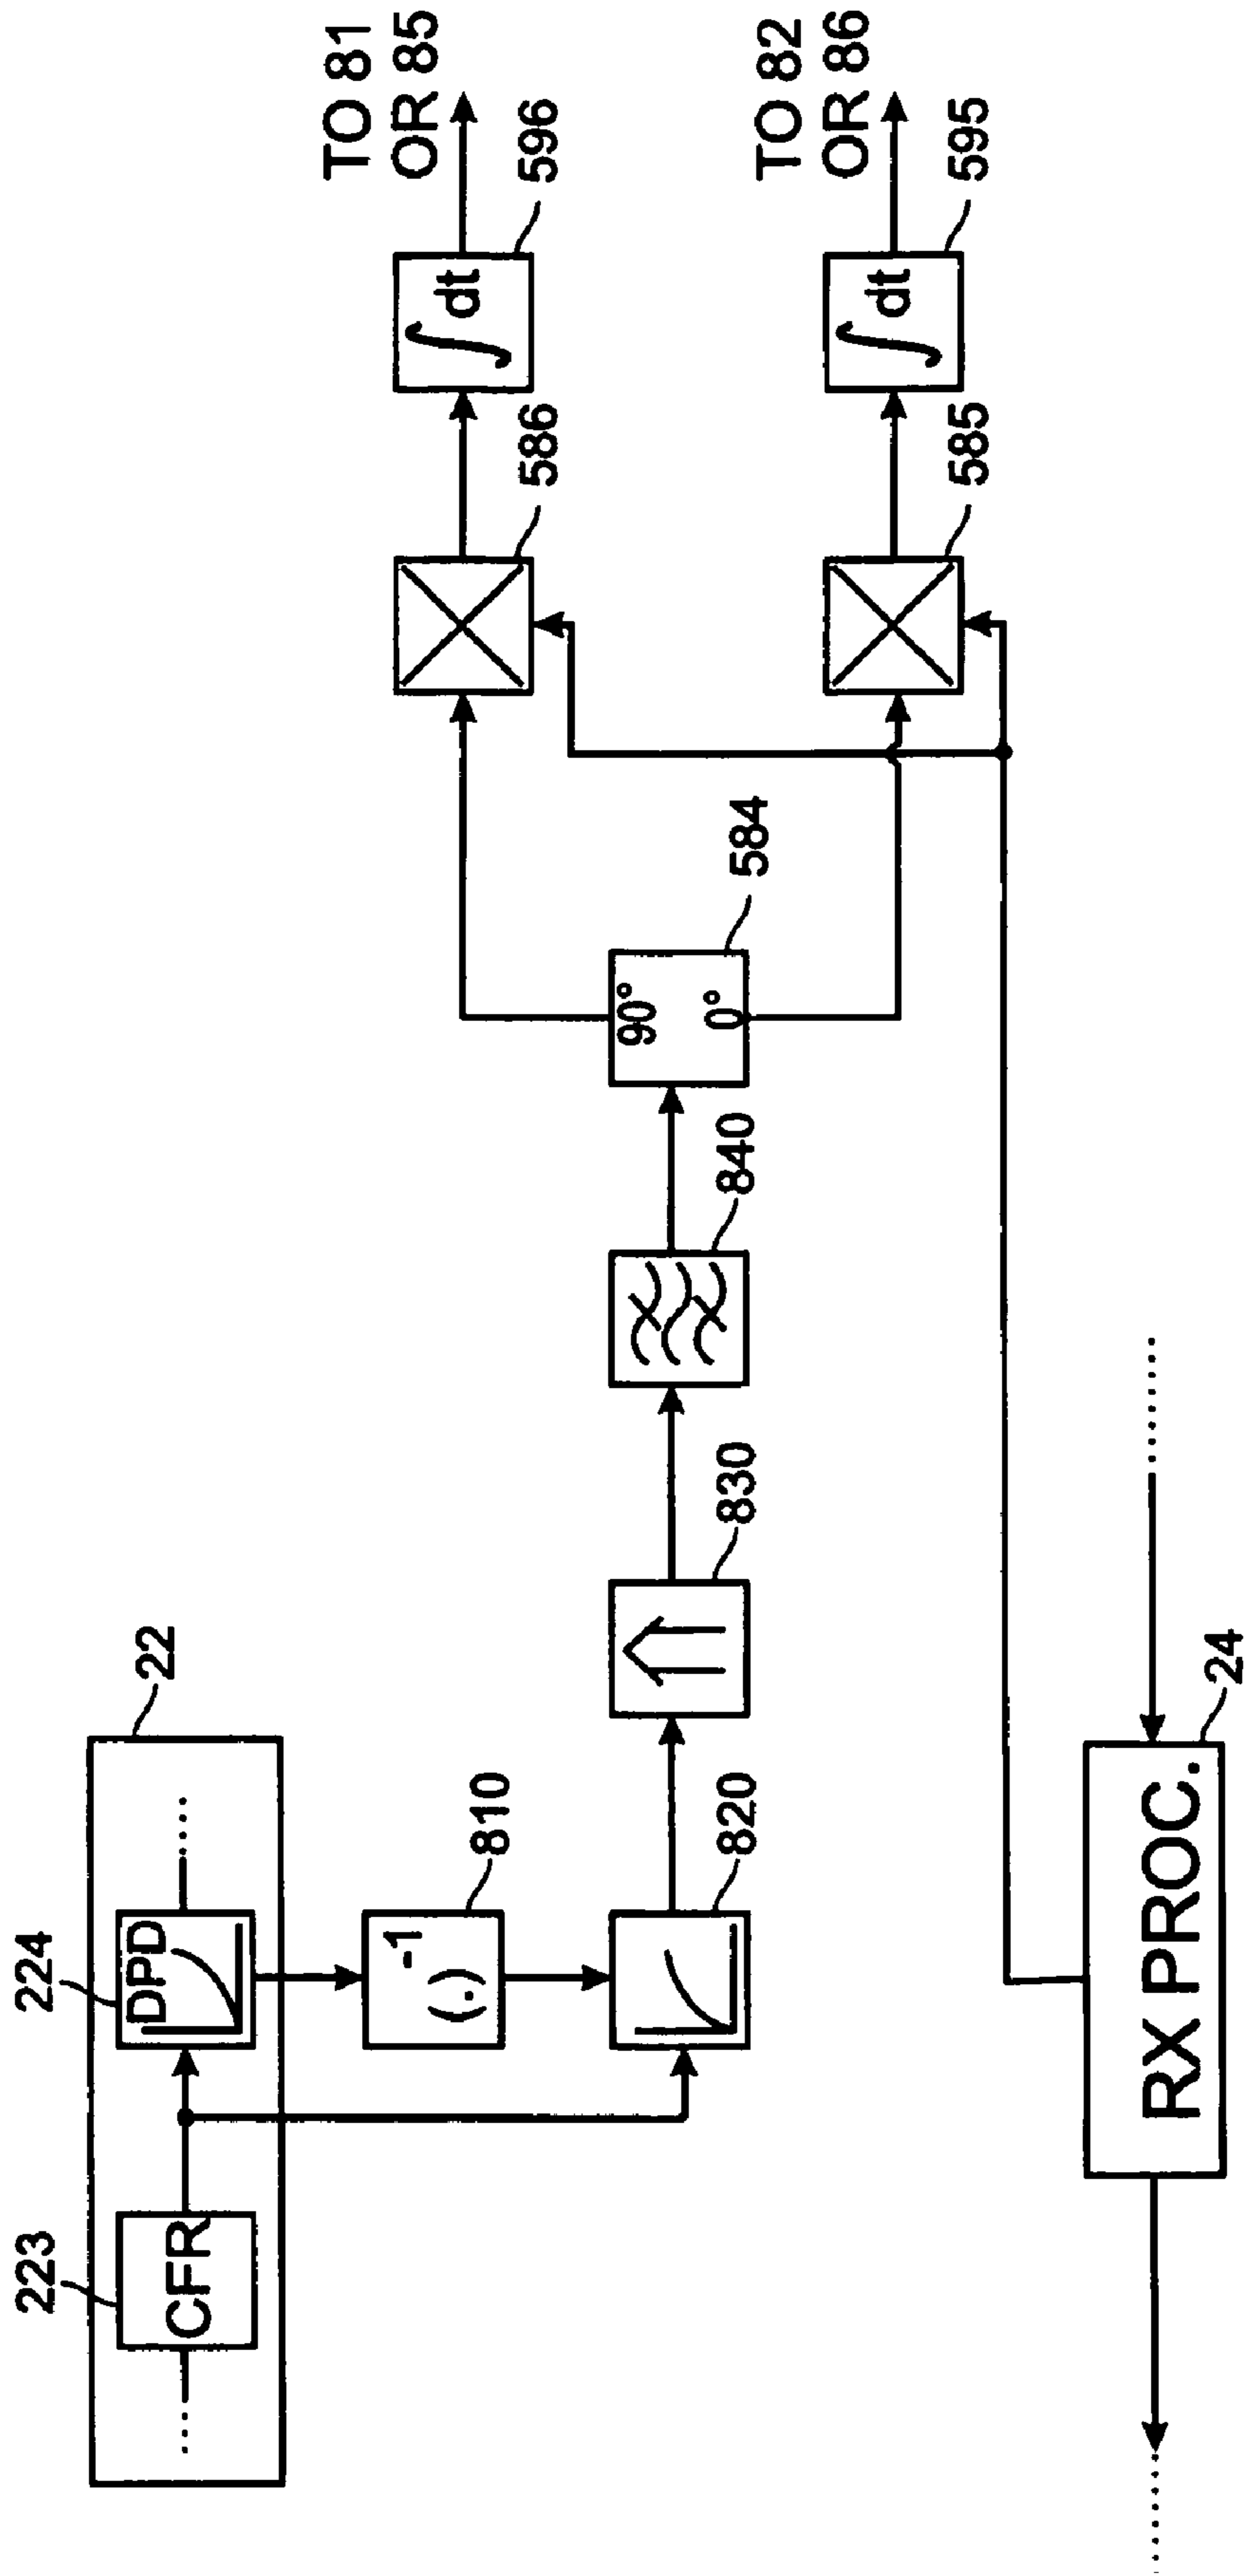 22
223
CFR
224
DPD
810
(.)⁻¹
820
830
840
584
90°
0°
586
596
∫ dt
TO 81
OR 85
585
595
∫ dt
TO 82
OR 86
RX PROC.
24